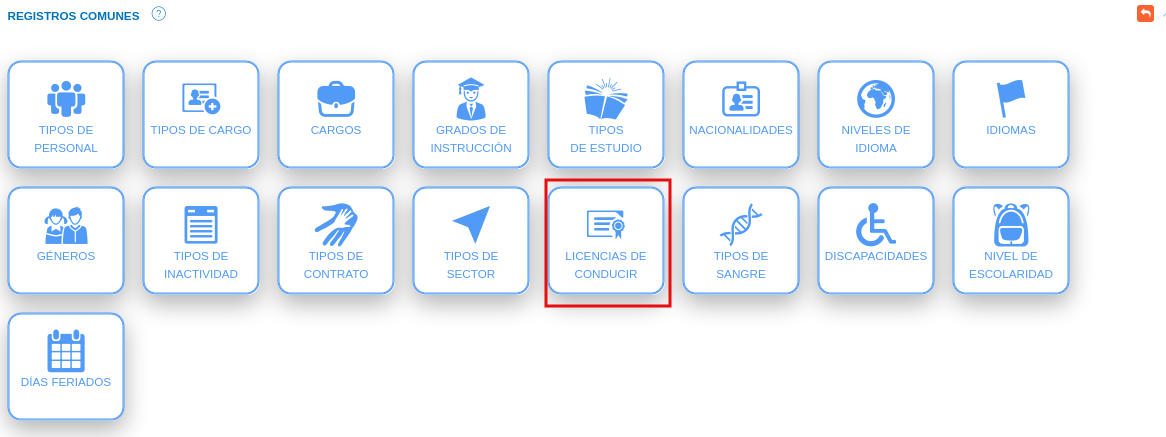 REGISTROS COMUNES ?
TIPOS DE
PERSONAL
TIPOS DE CARGO
CARGOS
GRADOS DE
INSTRUCCIÓN
TIPOS
DE ESTUDIO
NACIONALIDADES
NIVELES DE
IDIOMA
IDIOMAS
GÉNEROS
TIPOS DE
INACTIVIDAD
TIPOS DE
CONTRATO
TIPOS DE
SECTOR
LICENCIAS DE
CONDUCIR
TIPOS DE
SANGRE
DISCAPACIDADES
NIVEL DE
ESCOLARIDAD
DÍAS FERIADOS